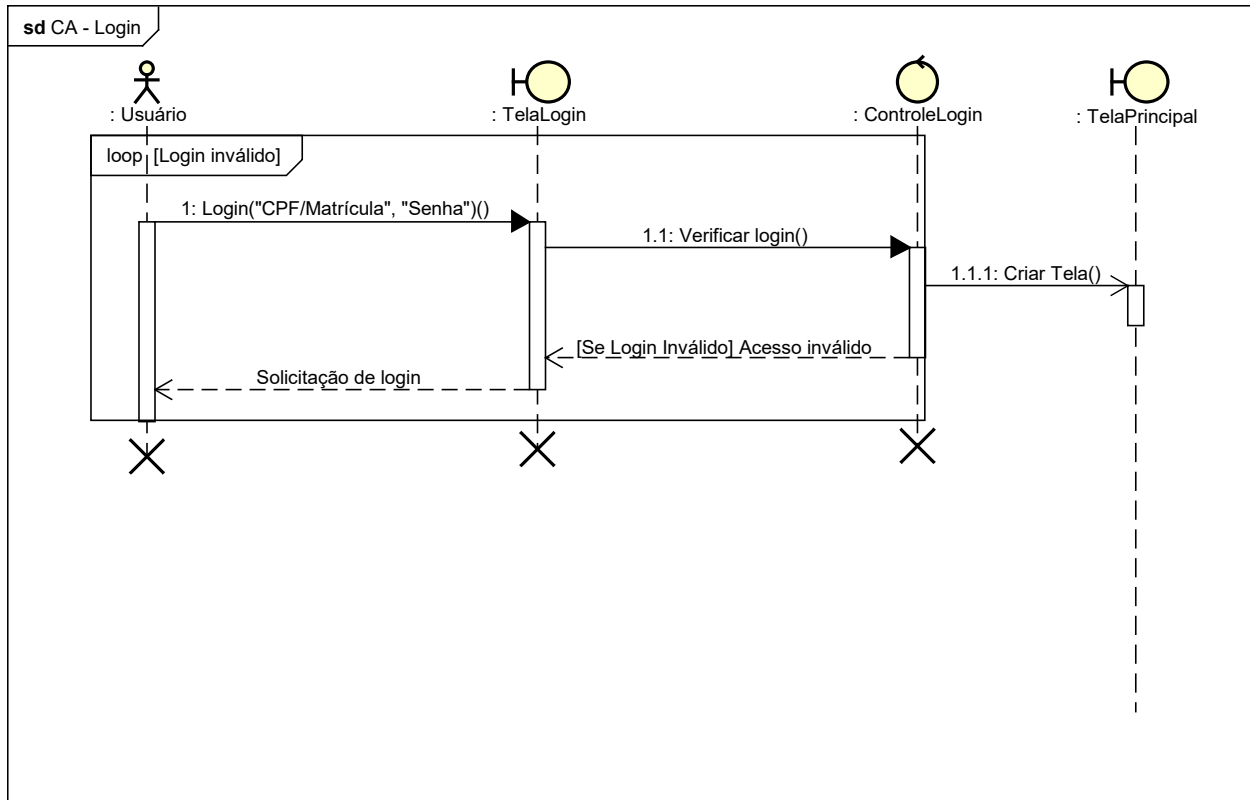 sd CA - Login
: Usuário
: TelaLogin
: ControleLogin
: TelaPrincipal
loop [Login inválido]
1: Login("CPF/Matrícula", "Senha")()
1.1: Verificar login()
1.1.1: Criar Tela()
[Se Login Inválido] Acesso inválido
Solicitação de login